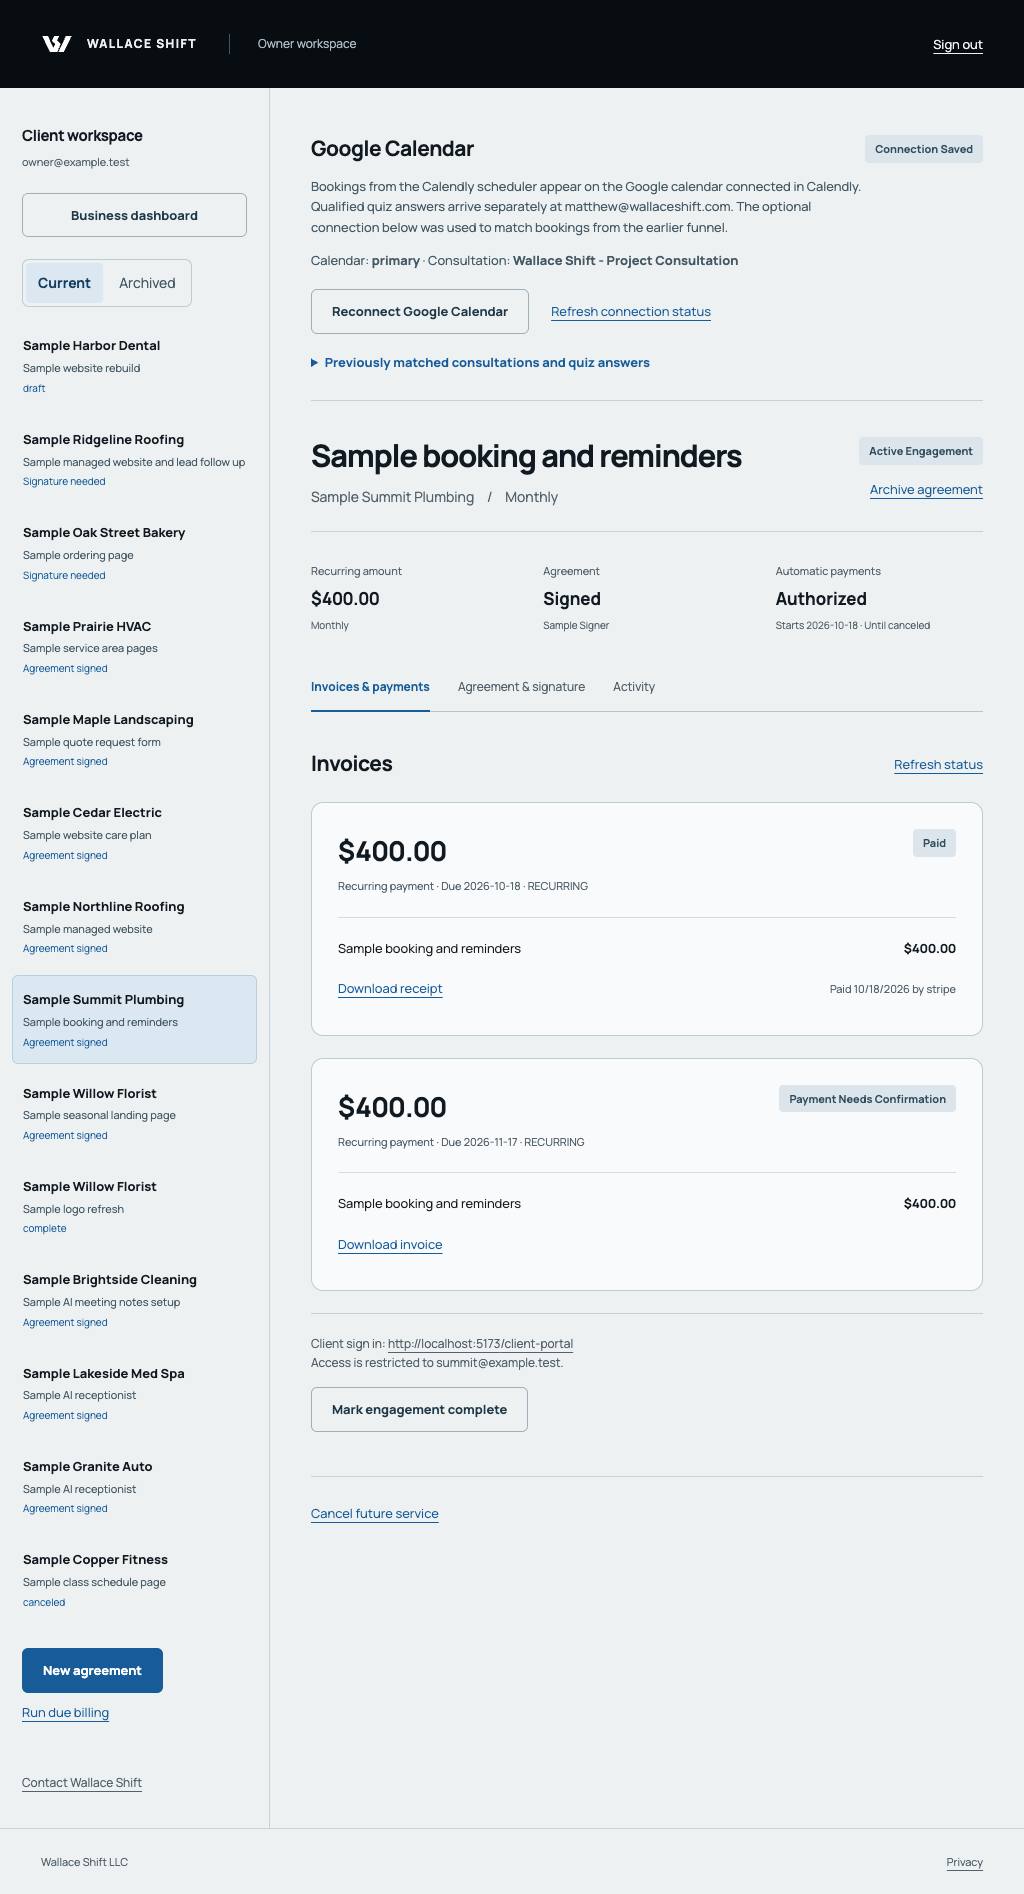 WALLACE SHIFT
Owner workspace
Sign out
Client workspace
owner@example.test
Business dashboard
Current
Archived
Sample Harbor Dental
Sample website rebuild
draft
Sample Ridgeline Roofing
Sample managed website and lead follow up
Signature needed
Sample Oak Street Bakery
Sample ordering page
Signature needed
Sample Prairie HVAC
Sample service area pages
Agreement signed
Sample Maple Landscaping
Sample quote request form
Agreement signed
Sample Cedar Electric
Sample website care plan
Agreement signed
Sample Northline Roofing
Sample managed website
Agreement signed
Sample Summit Plumbing
Sample booking and reminders
Agreement signed
Sample Willow Florist
Sample seasonal landing page
Agreement signed
Sample Willow Florist
Sample logo refresh
complete
Sample Brightside Cleaning
Sample AI meeting notes setup
Agreement signed
Sample Lakeside Med Spa
Sample AI receptionist
Agreement signed
Sample Granite Auto
Sample AI receptionist
Agreement signed
Sample Copper Fitness
Sample class schedule page
canceled
New agreement
Run due billing
Contact Wallace Shift
Google Calendar
Connection Saved
Bookings from the Calendly scheduler appear on the Google calendar connected in Calendly.
Qualified quiz answers arrive separately at matthew@wallaceshift.com. The optional
connection below was used to match bookings from the earlier funnel.
Calendar: primary · Consultation: Wallace Shift - Project Consultation
Reconnect Google Calendar
Refresh connection status
Previously matched consultations and quiz answers
Sample booking and reminders
Active Engagement
Sample Summit Plumbing / Monthly
Archive agreement
Recurring amount
$400.00
Monthly
Agreement
Signed
Sample Signer
Automatic payments
Authorized
Starts 2026-10-18 · Until canceled
Invoices & payments
Agreement & signature
Activity
Invoices
Refresh status
$400.00
Paid
Recurring payment · Due 2026-10-18 · RECURRING
Sample booking and reminders
$400.00
Download receipt
Paid 10/18/2026 by stripe
$400.00
Payment Needs Confirmation
Recurring payment · Due 2026-11-17 · RECURRING
Sample booking and reminders
$400.00
Download invoice
Client sign in: http://localhost:5173/client-portal
Access is restricted to summit@example.test.
Mark engagement complete
Cancel future service
Wallace Shift LLC
Privacy